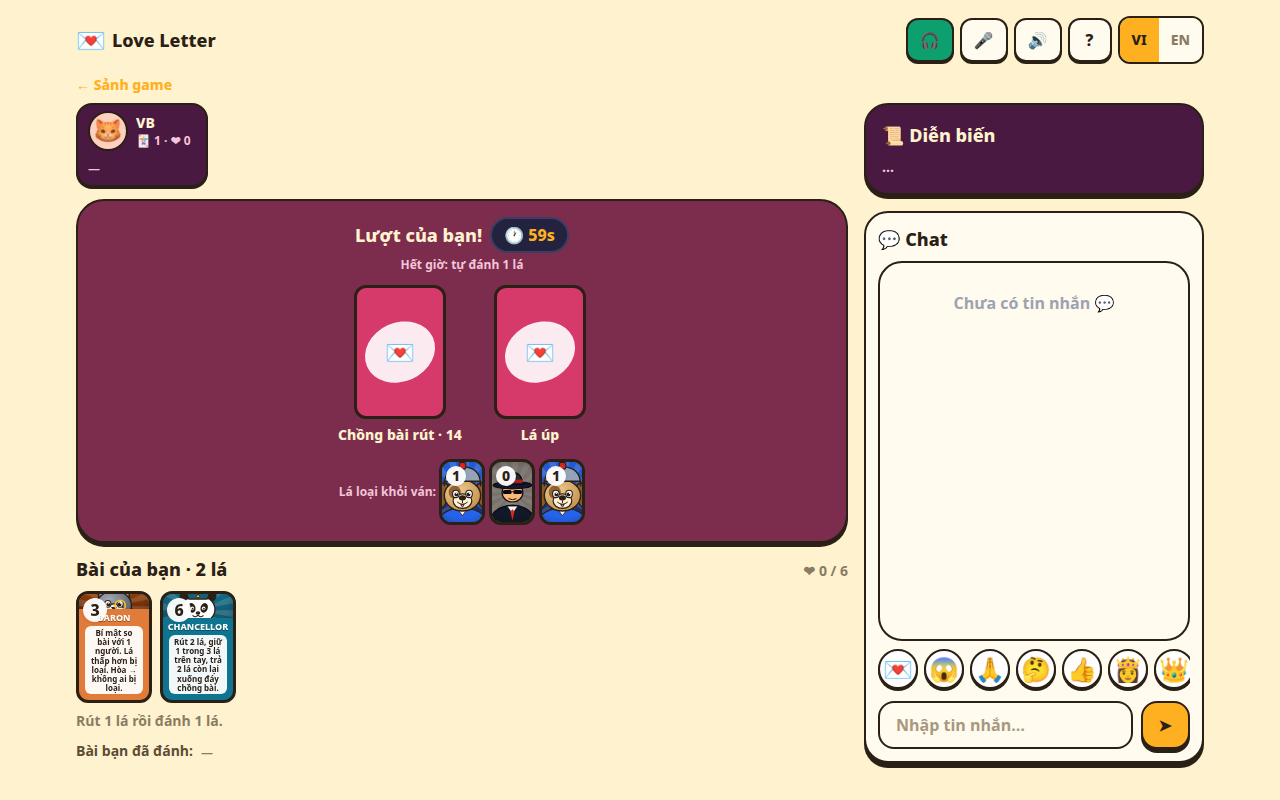 Love Letter
?
VI
EN
← Sảnh game
VB
1 · ❤ 0
—
Lượt của bạn!
59s
Hết giờ: tự đánh 1 lá
Chồng bài rút · 14
Lá úp
Lá loại khỏi ván:
1
0
1
Bài của bạn · 2 lá
❤ 0 / 6
3
BARON
Bí mật so
bài với 1
người. Lá
thấp hơn bị
loại. Hòa →
không ai bị
loại.
6
CHANCELLOR
Rút 2 lá, giữ
1 trong 3 lá
trên tay, trả
2 lá còn lại
xuống đáy
chồng bài.
Rút 1 lá rồi đánh 1 lá.
Bài bạn đã đánh: —
Diễn biến
...
Chat
Chưa có tin nhắn
Nhập tin nhắn...